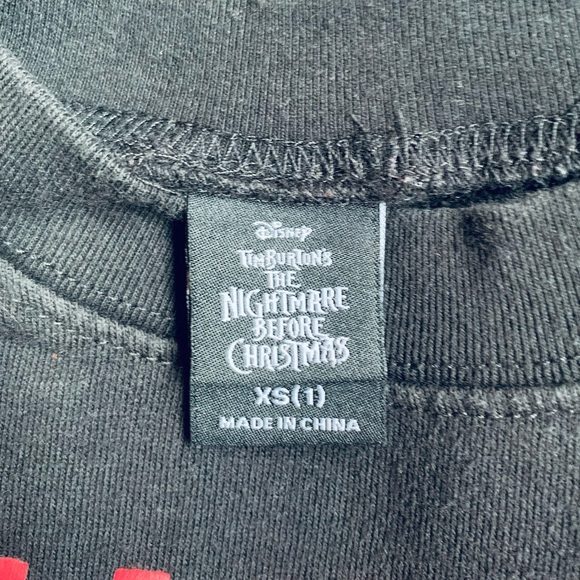 Disney
TIM BURTON'S
THE
NIGHTMARE
BEFORE
CHRISTMAS
XS(1)
MADE IN CHINA